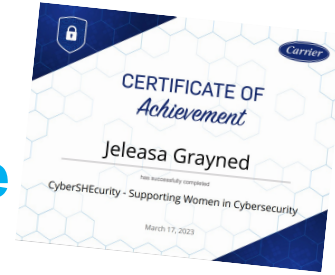 Carrier
CERTIFICATE OF
Achievement
Jeleasa Grayned
has successfully completed
CyberSHEcurity - Supporting Women in Cybersecurity
March 17, 2023
e